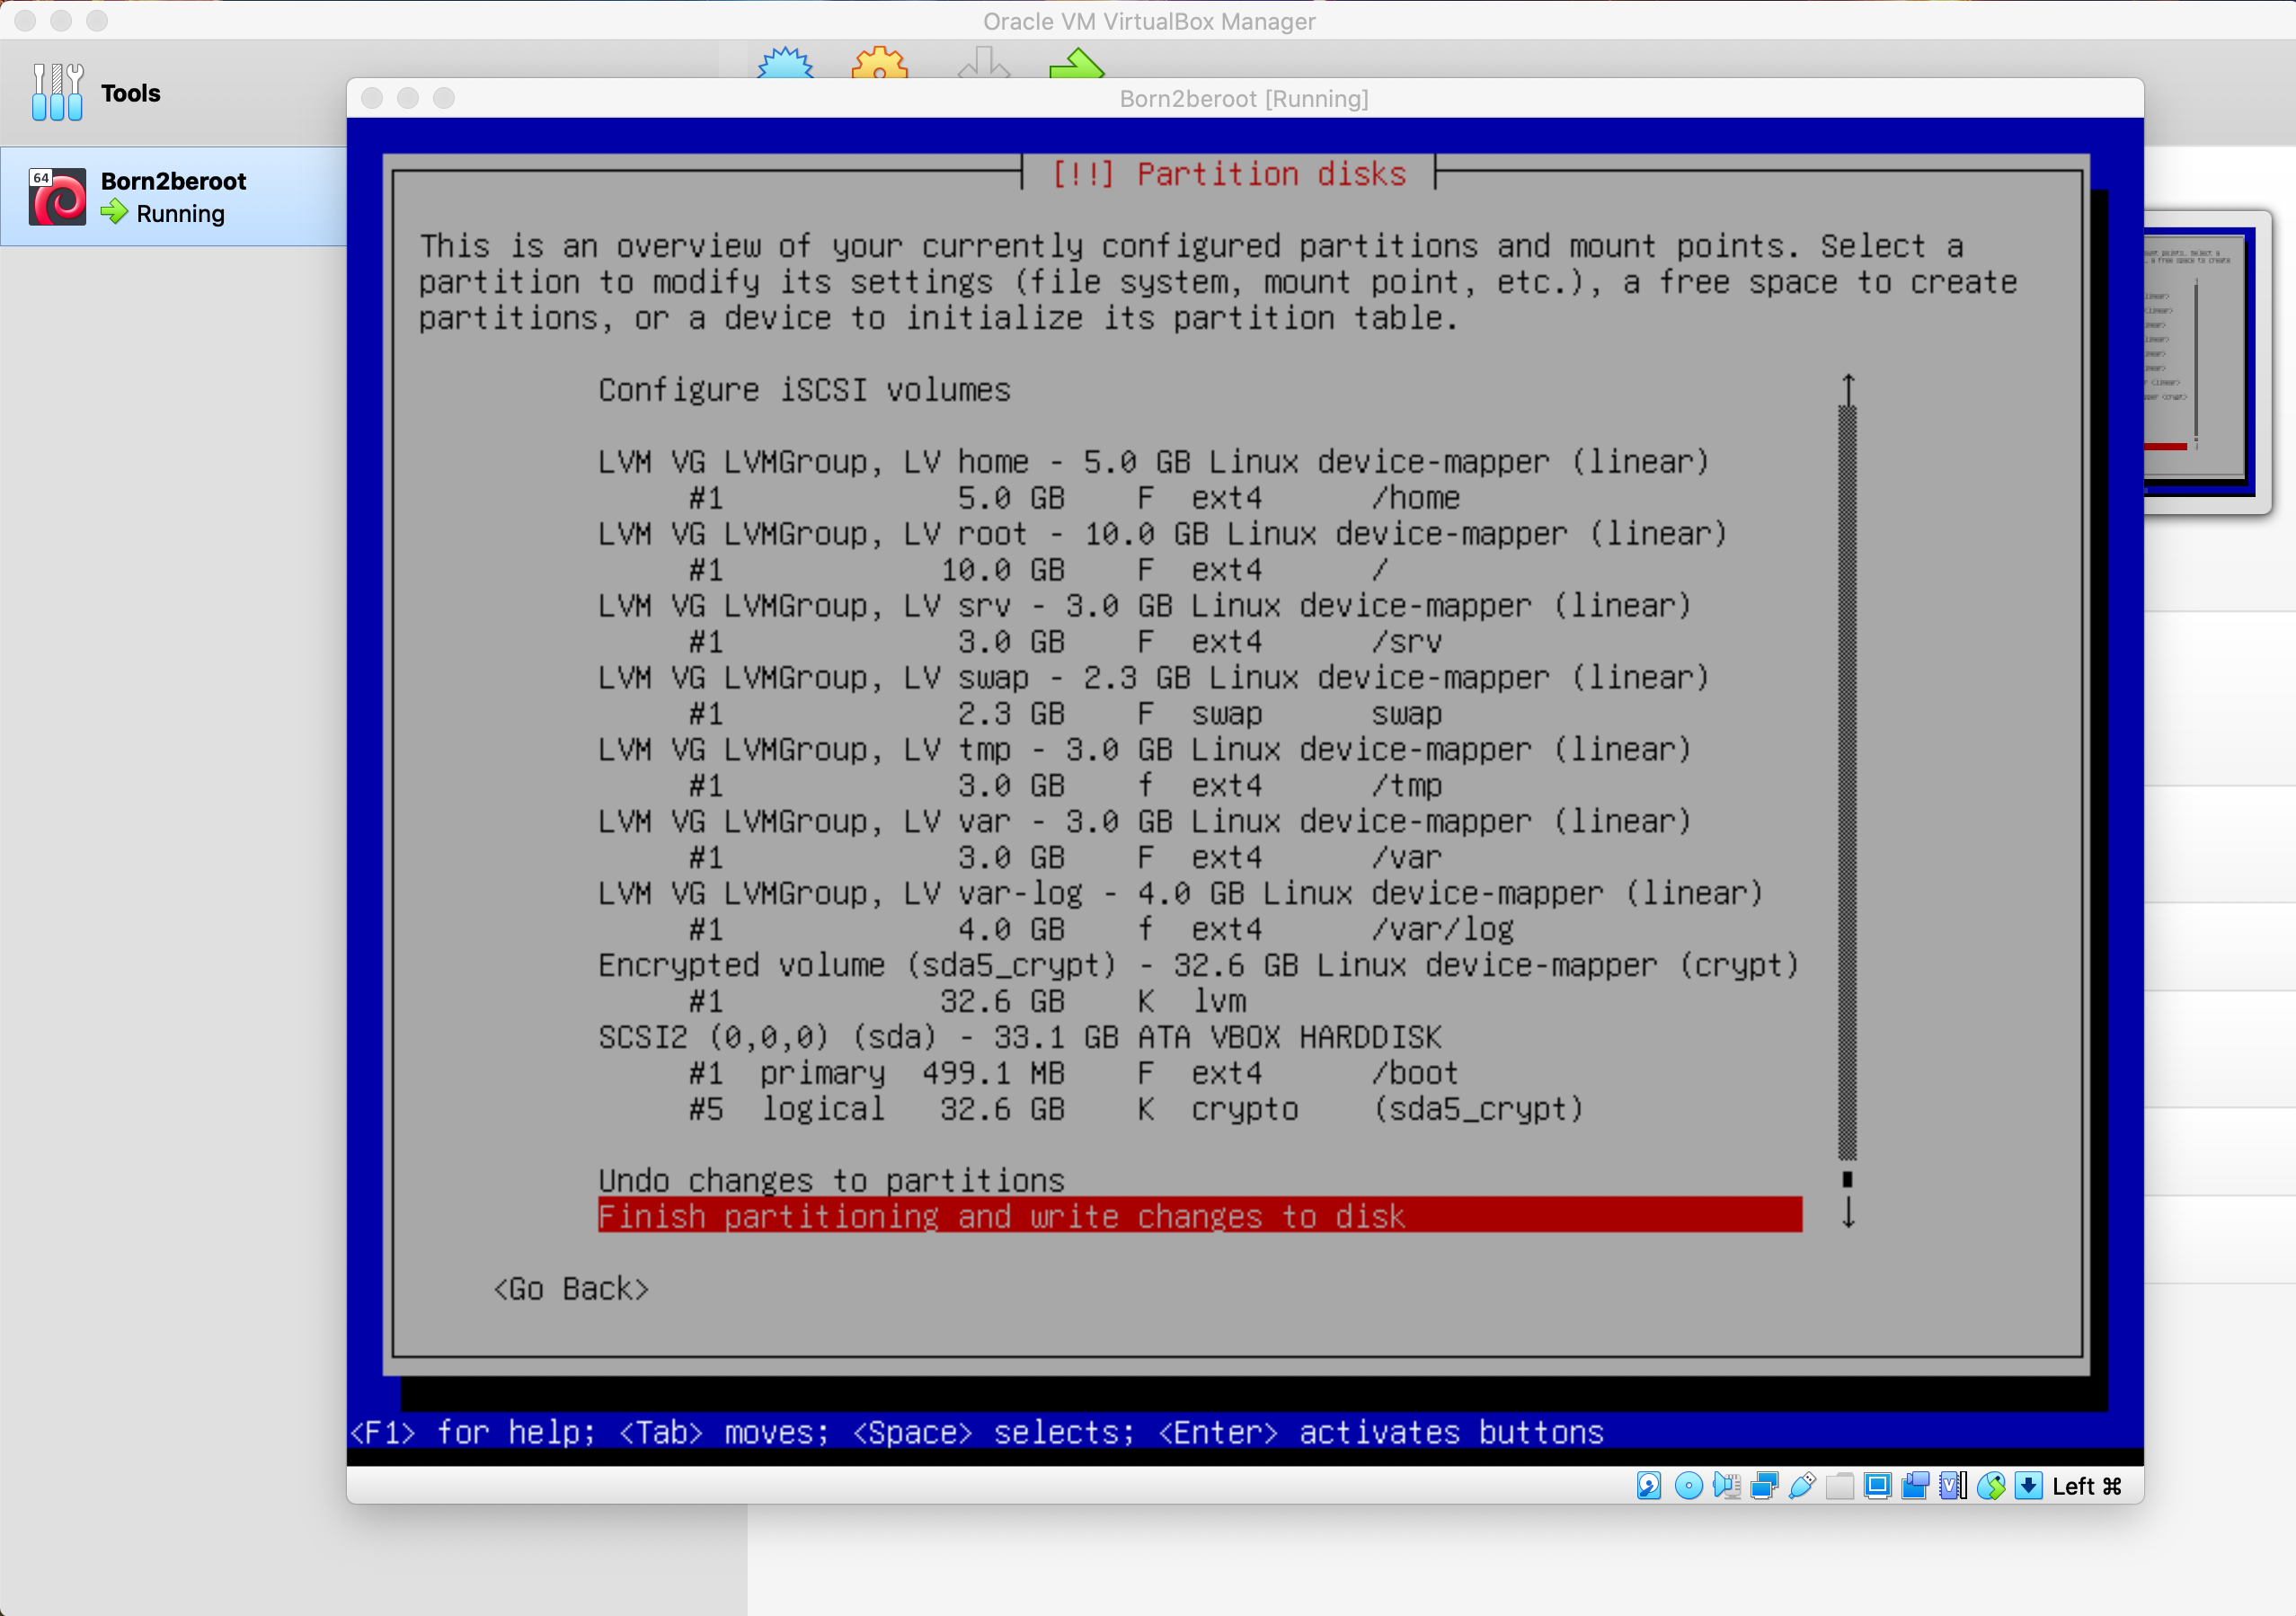 Oracle VM VirtualBox Manager
Tools
Born2beroot [Running]
64
Born2beroot
Running
[!!] Partition disks
This is an overview of your currently configured partitions and mount points. Select a
partition to modify its settings (file system, mount point, etc.), a free space to create
partitions, or a device to initialize its partition table.
Configure iSCSI volumes
LVM VG LVMGroup, LV home - 5.0 GB Linux device-mapper (linear)
#1 5.0 GB F ext4 /home
LVM VG LVMGroup, LV root - 10.0 GB Linux device-mapper (linear)
#1 10.0 GB F ext4 /
LVM VG LVMGroup, LV srv - 3.0 GB Linux device-mapper (linear)
#1 3.0 GB F ext4 /srv
LVM VG LVMGroup, LV swap - 2.3 GB Linux device-mapper (linear)
#1 2.3 GB F swap swap
LVM VG LVMGroup, LV tmp - 3.0 GB Linux device-mapper (linear)
#1 3.0 GB f ext4 /tmp
LVM VG LVMGroup, LV var - 3.0 GB Linux device-mapper (linear)
#1 3.0 GB F ext4 /var
LVM VG LVMGroup, LV var-log - 4.0 GB Linux device-mapper (linear)
#1 4.0 GB f ext4 /var/log
Encrypted volume (sda5_crypt) - 32.6 GB Linux device-mapper (crypt)
#1 32.6 GB K lvm
SCSI2 (0,0,0) (sda) - 33.1 GB ATA VBOX HARDDISK
#1 primary 499.1 MB F ext4 /boot
#5 logical 32.6 GB K crypto (sda5_crypt)
Undo changes to partitions
Finish partitioning and write changes to disk
<Go Back>
<F1> for help; <Tab> moves; <Space> selects; <Enter> activates buttons
Left ⌘